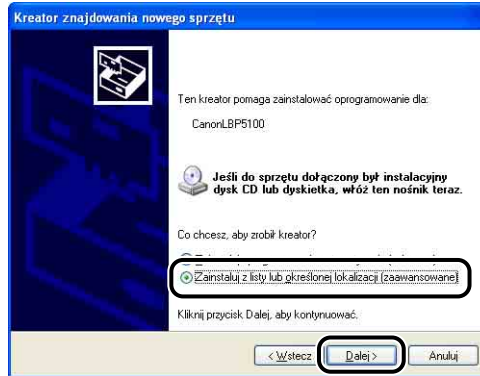 Kreator znajdowania nowego sprzętu
Ten kreator pomaga zainstalować oprogramowanie dla:
CanonLBP5100
Jeśli do sprzętu dołączony był instalacyjny
dysk CD lub dyskietka, włóż ten nośnik teraz.
Co chcesz, aby zrobił kreator?
Zainstaluj z listy lub określonej lokalizacji (zaawansowane)
Kliknij przycisk Dalej, aby kontynuować.
< Wstecz
Dalej >
Anuluj